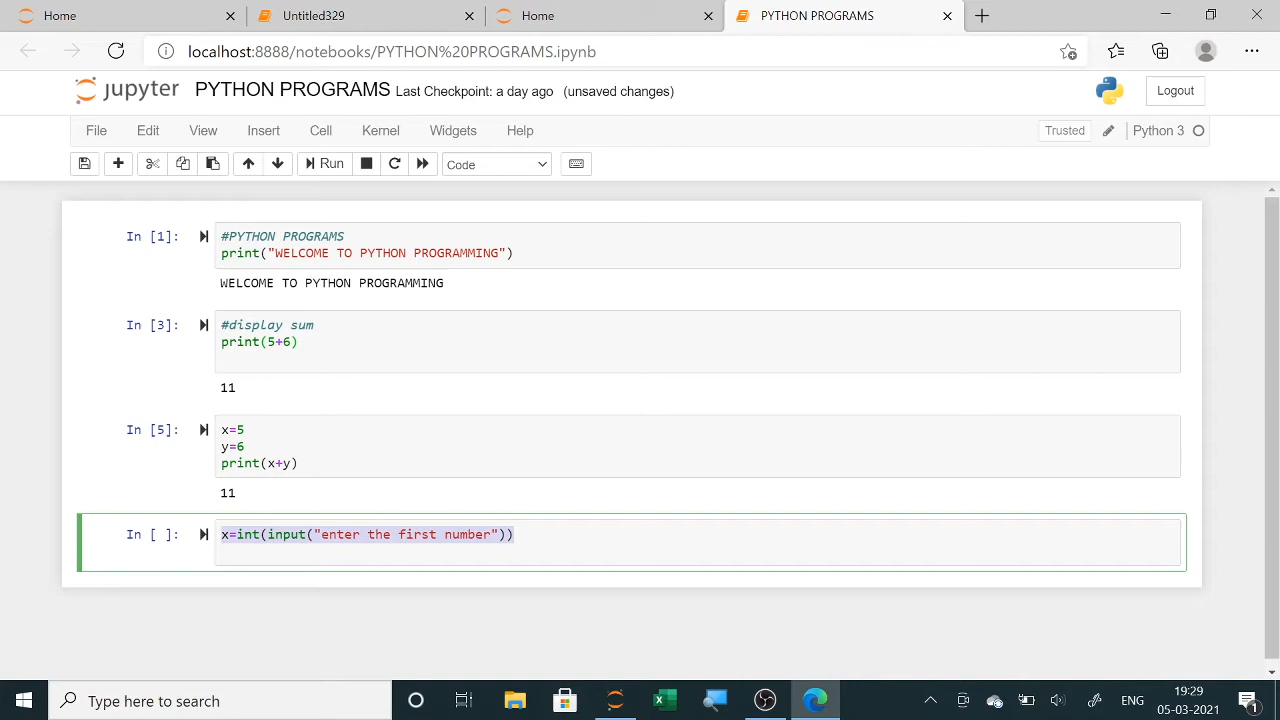 Home
Untitled329
Home
PYTHON PROGRAMS
localhost:8888/notebooks/PYTHON%20PROGRAMS.ipynb
jupyter PYTHON PROGRAMS Last Checkpoint: a day ago (unsaved changes)
Logout
File Edit View Insert Cell Kernel Widgets Help
Trusted Python 3
Run Code
In [1]: #PYTHON PROGRAMS
print("WELCOME TO PYTHON PROGRAMMING")
WELCOME TO PYTHON PROGRAMMING
In [3]: #display sum
print(5+6)
11
In [5]: x=5
y=6
print(x+y)
11
In [ ]: x=int(input("enter the first number"))
Type here to search
ENG
19:29
05-03-2021
1